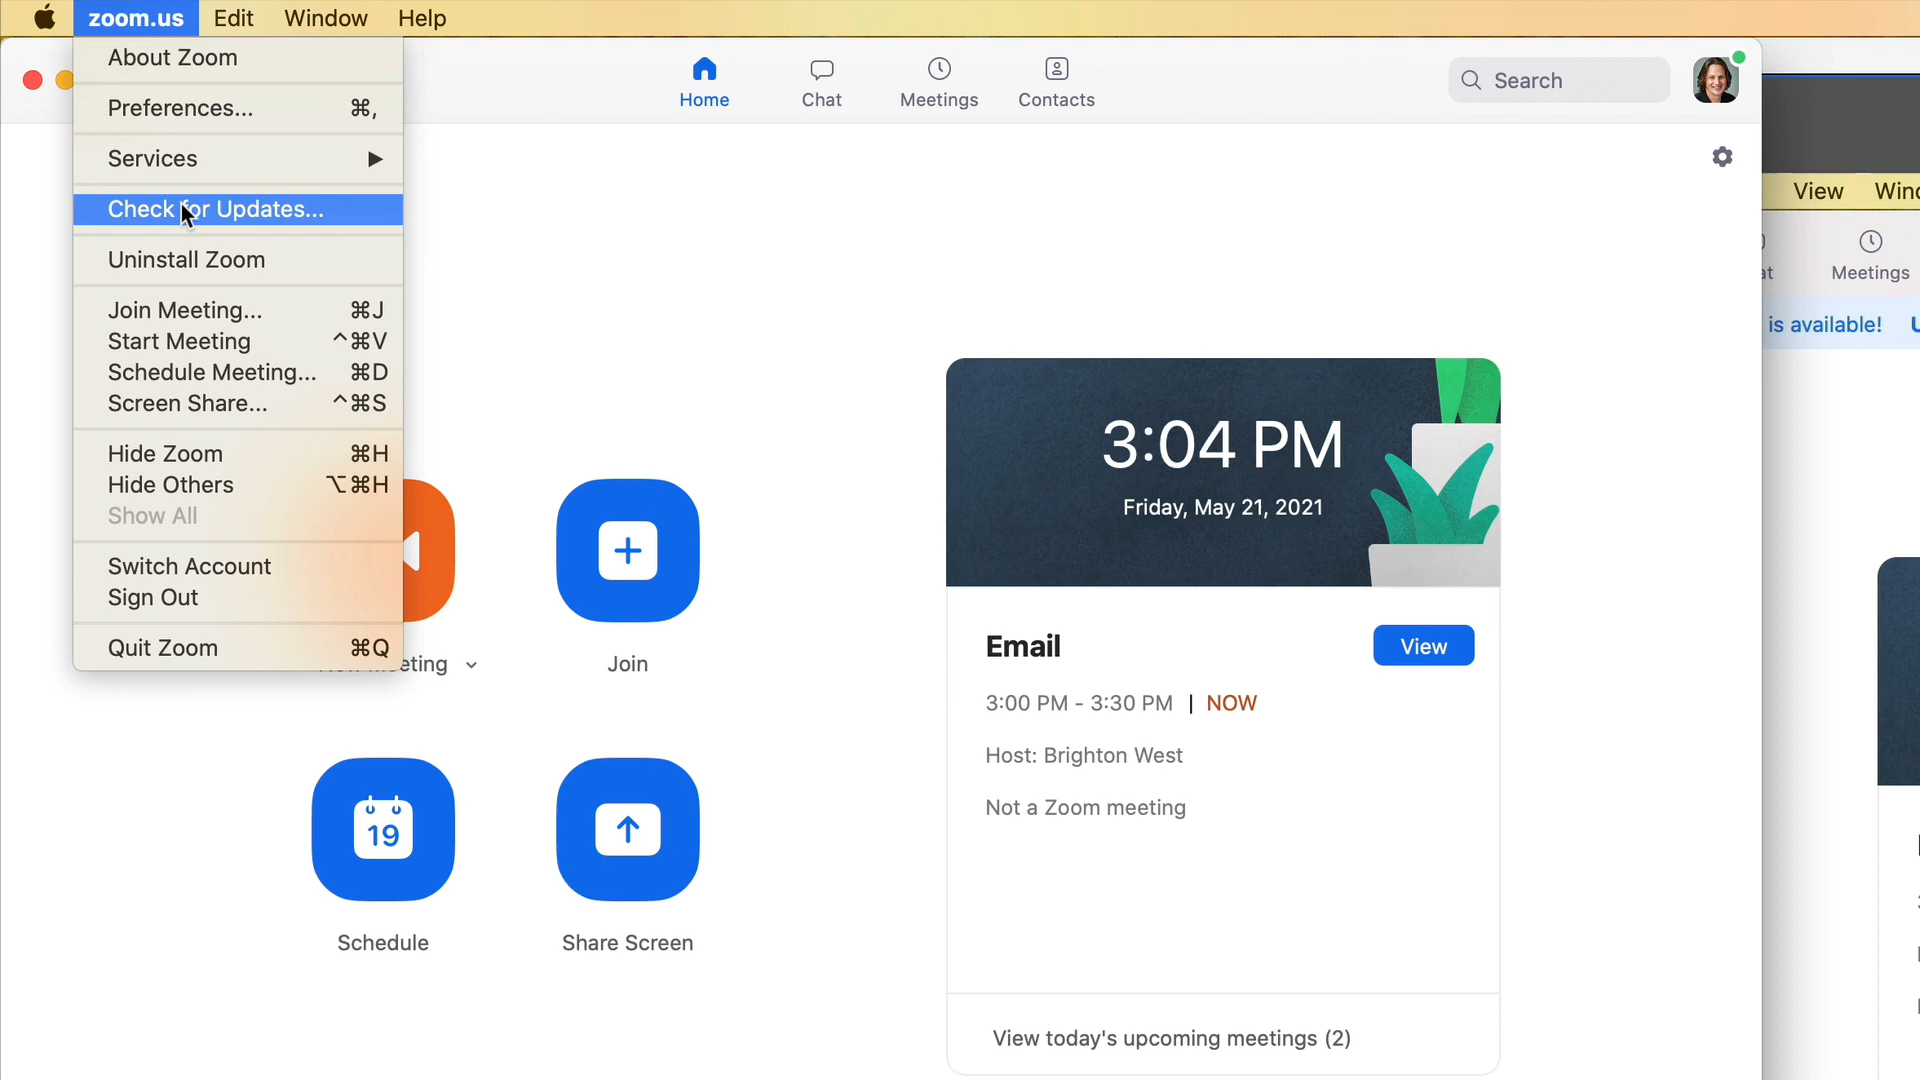 zoom.us Edit Window Help
About Zoom
Preferences... ⌘,
Services ▶
Check for Updates...
Uninstall Zoom
Join Meeting... ⌘J
Start Meeting ^⌘V
Schedule Meeting... ⌘D
Screen Share... ^⌘S
Hide Zoom ⌘H
Hide Others ⌥⌘H
Show All
Switch Account
Sign Out
Quit Zoom ⌘Q
Home Chat Meetings Contacts
Search
View
Meetings
is available!
3:04 PM
Friday, May 21, 2021
Email
View
3:00 PM - 3:30 PM | NOW
Host: Brighton West
Not a Zoom meeting
View today's upcoming meetings (2)
Join
19
Schedule
Share Screen